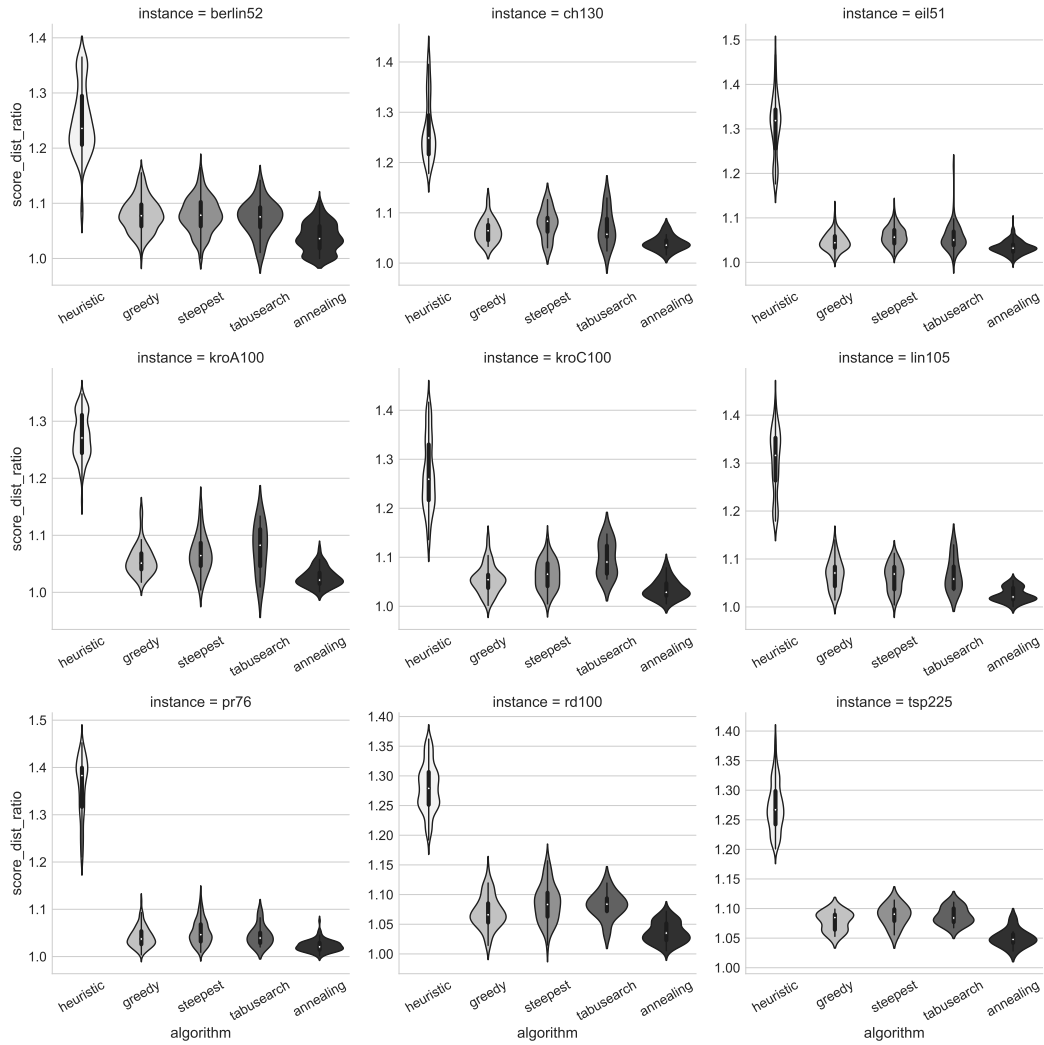 instance = berlin52
instance = ch130
instance = eil51
score_dist_ratio
1.4
1.3
1.2
1.1
1.0
1.4
1.3
1.2
1.1
1.0
1.5
1.4
1.3
1.2
1.1
1.0
heuristic greedy steepest tabusearch annealing
heuristic greedy steepest tabusearch annealing
heuristic greedy steepest tabusearch annealing
instance = kroA100
instance = kroC100
instance = lin105
score_dist_ratio
1.3
1.2
1.1
1.0
1.4
1.3
1.2
1.1
1.0
1.4
1.3
1.2
1.1
1.0
heuristic greedy steepest tabusearch annealing
heuristic greedy steepest tabusearch annealing
heuristic greedy steepest tabusearch annealing
instance = pr76
instance = rd100
instance = tsp225
score_dist_ratio
1.5
1.4
1.3
1.2
1.1
1.0
1.40
1.35
1.30
1.25
1.20
1.15
1.10
1.05
1.00
1.40
1.35
1.30
1.25
1.20
1.15
1.10
1.05
1.00
heuristic greedy steepest tabusearch annealing
heuristic greedy steepest tabusearch annealing
heuristic greedy steepest tabusearch annealing
algorithm
algorithm
algorithm